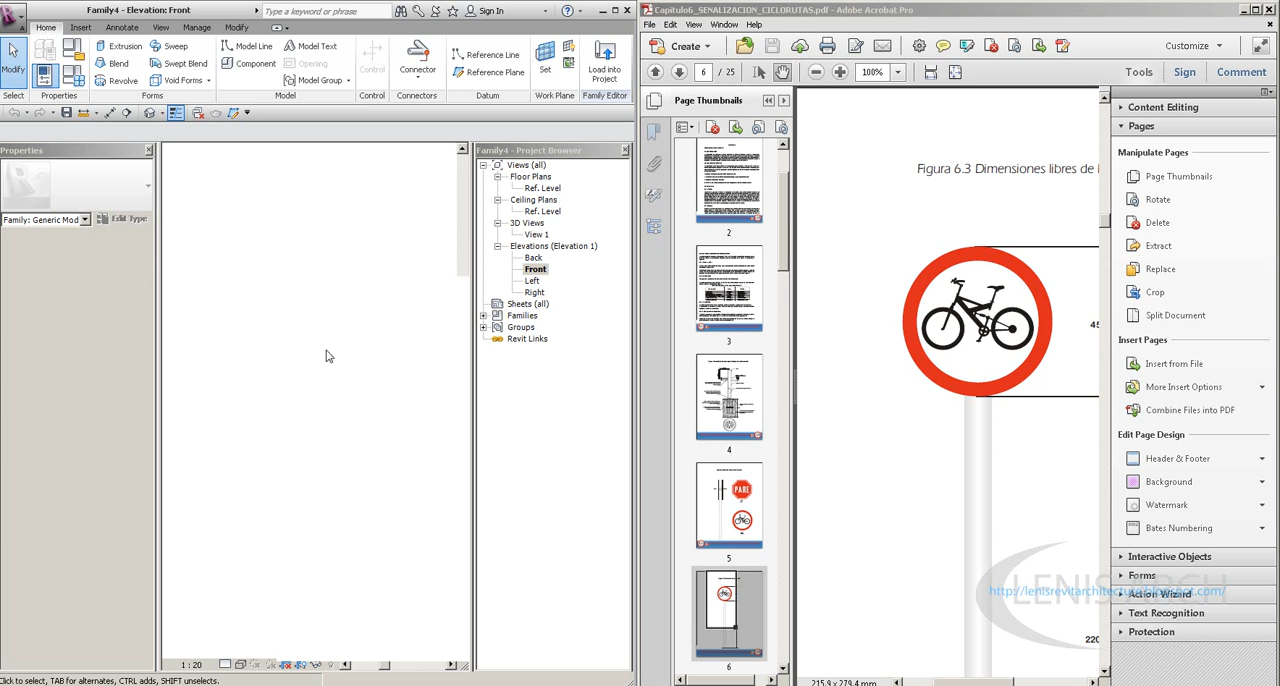 Family4 - Elevation: Front
Type a keyword or phrase
Sign In
Home Insert Annotate View Manage Modify
Modify
Extrusion Sweep
Blend Swept Blend
Revolve Void Forms
Model Line Model Text
Component Opening
Model Group
Control
Connector
Reference Line
Reference Plane
Set
Load into
Project
Select Properties Forms Model Control Connectors Datum Work Plane Family Editor
Properties
Family: Generic Mod
Edit Type
Family4 - Project Browser
Views (all)
Floor Plans
Ref. Level
Ceiling Plans
Ref. Level
3D Views
View 1
Elevations (Elevation 1)
Back
Front
Left
Right
Sheets (all)
Families
Groups
Revit Links
1 : 20
Click to select, TAB for alternates, CTRL adds, SHIFT unselects.
Capitulo6_SENALIZACION_CICLORUTAS.pdf - Adobe Acrobat Pro
File Edit View Window Help
Create
Customize
6 / 25
100%
Tools Sign Comment
Page Thumbnails
2
3
4
PARE
5
6
Figura 6.3 Dimensiones libres de l
45
220
215.9 x 279.4 mm
Content Editing
Pages
Manipulate Pages
Page Thumbnails
Rotate
Delete
Extract
Replace
Crop
Split Document
Insert Pages
Insert from File
More Insert Options
Combine Files into PDF
Edit Page Design
Header & Footer
Background
Watermark
Bates Numbering
Interactive Objects
Forms
Action Wizard
Text Recognition
Protection
LENIS ARCH